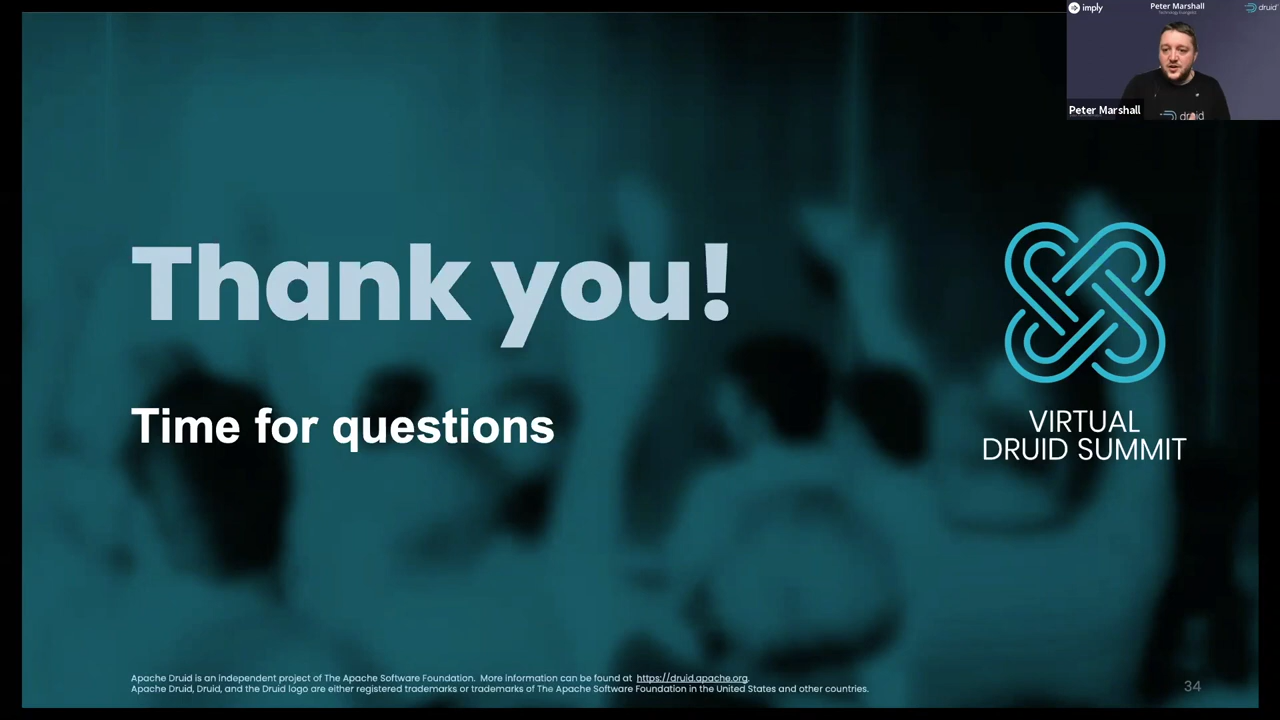 imply
Peter Marshall
druid
Peter Marshall
druid
Thank you!
Time for questions
VIRTUAL
DRUID SUMMIT
Apache Druid is an independent project of The Apache Software Foundation. More information can be found at https://druid.apache.org.
Apache Druid, Druid, and the Druid logo are either registered trademarks or trademarks of The Apache Software Foundation in the United States and other countries.
34